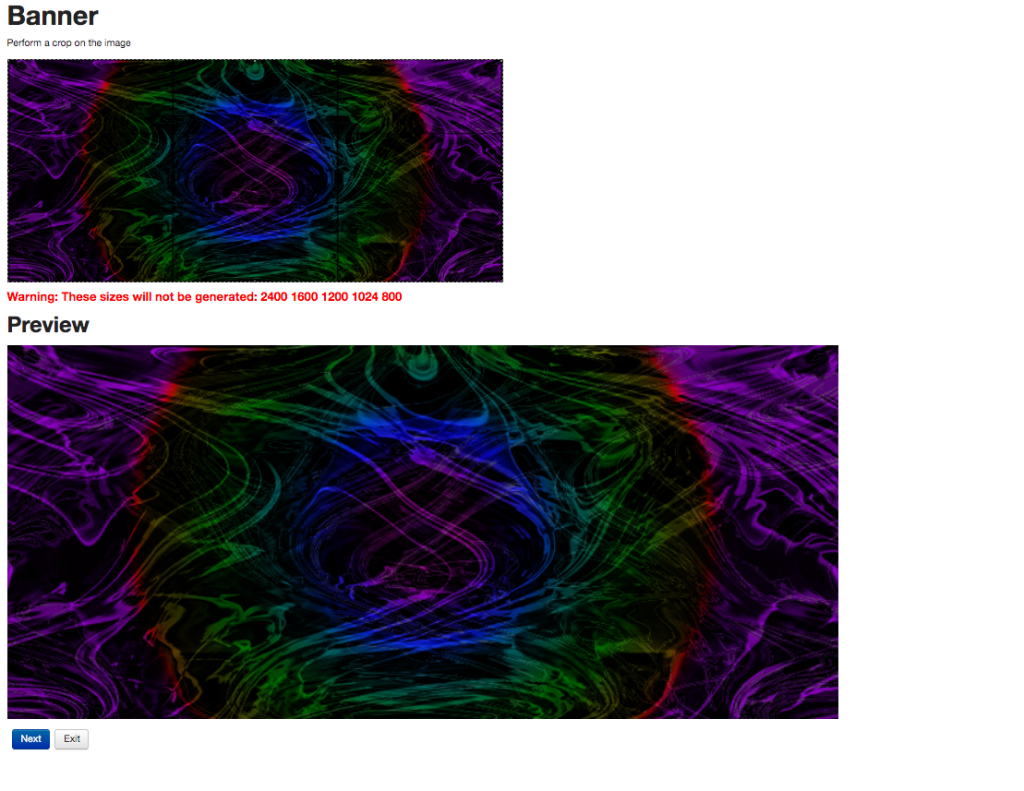 Banner
Perform a crop on the image
Warning: These sizes will not be generated: 2400 1600 1200 1024 800
Preview
Next Exit